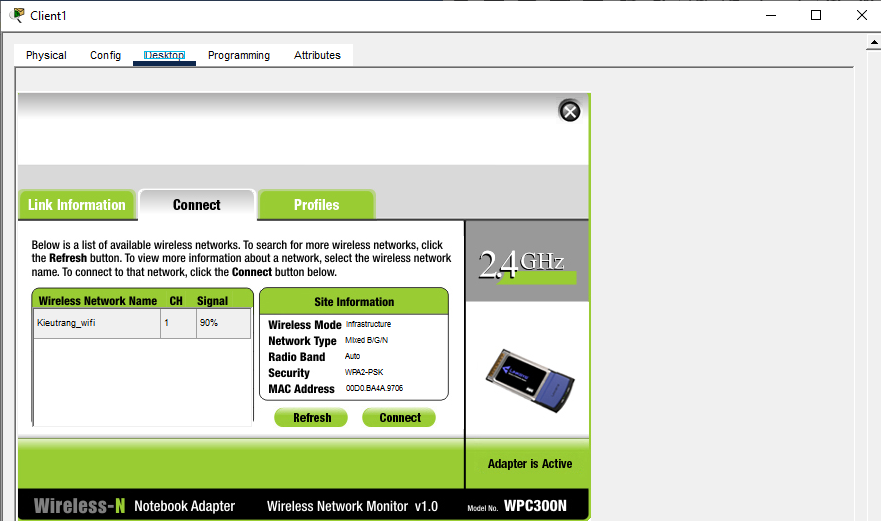 Client1
Physical Config Desktop Programming Attributes
Link Information Connect Profiles
Below is a list of available wireless networks. To search for more wireless networks, click
the Refresh button. To view more information about a network, select the wireless network
name. To connect to that network, click the Connect button below.
2.4GHz
Wireless Network Name CH Signal
Kieutrang_wifi 1 90%
Site Information
Wireless Mode Infrastructure
Network Type Mixed B/G/N
Radio Band Auto
Security WPA2-PSK
MAC Address 00D0.BA4A.9706
Refresh Connect
Adapter is Active
Wireless-N Notebook Adapter Wireless Network Monitor v1.0 Model No. WPC300N